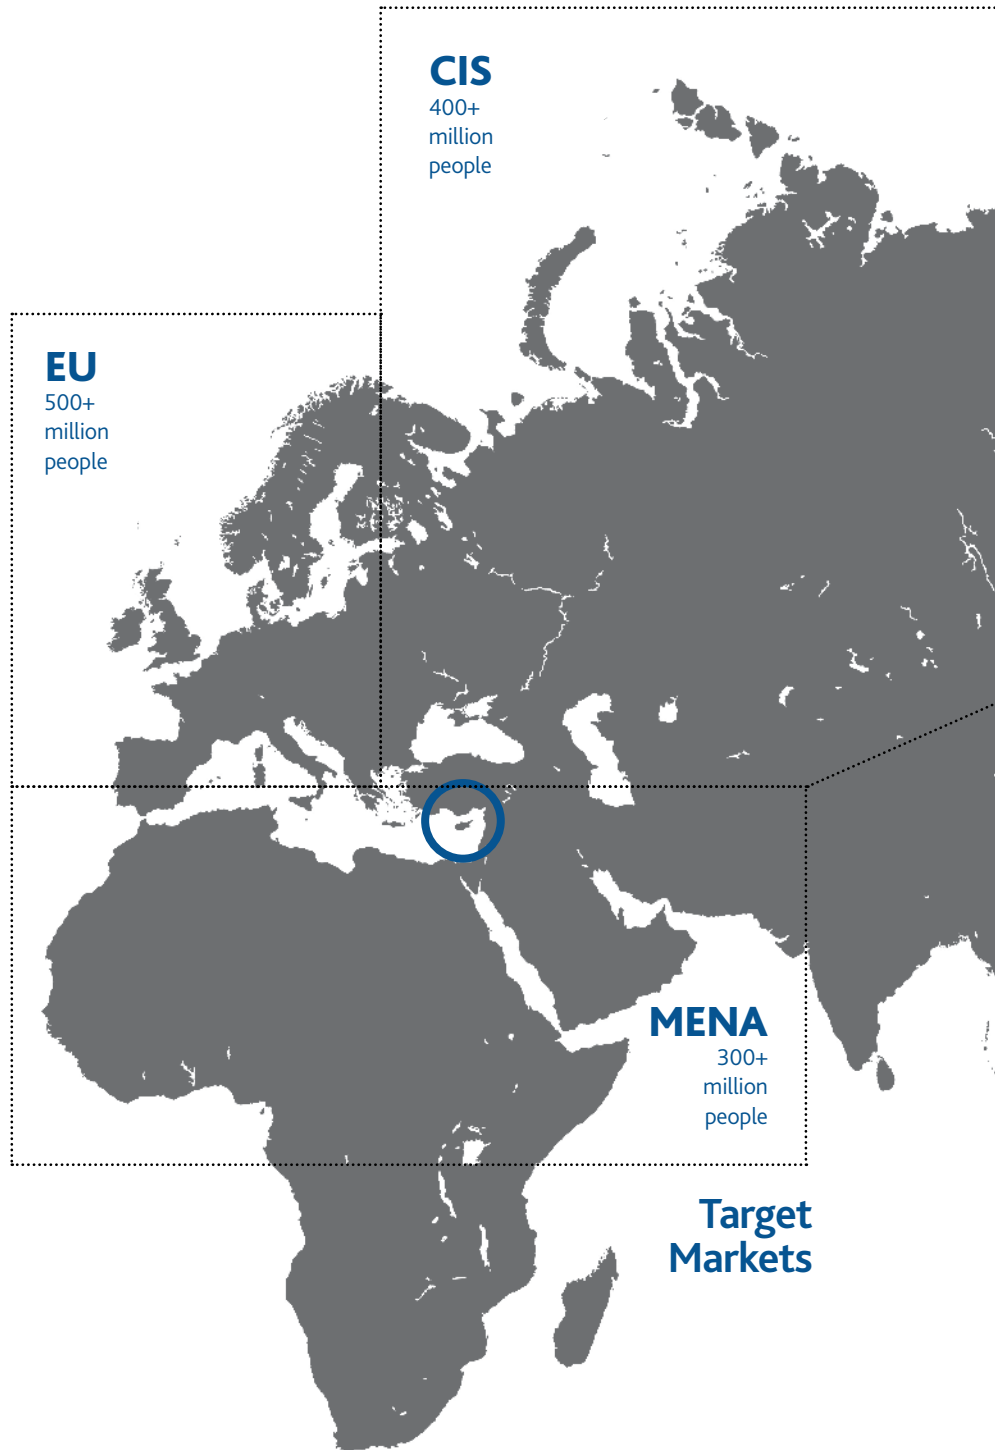 CIS
400+
million
people
EU
500+
million
people
MENA
300+
million
people
Target
Markets